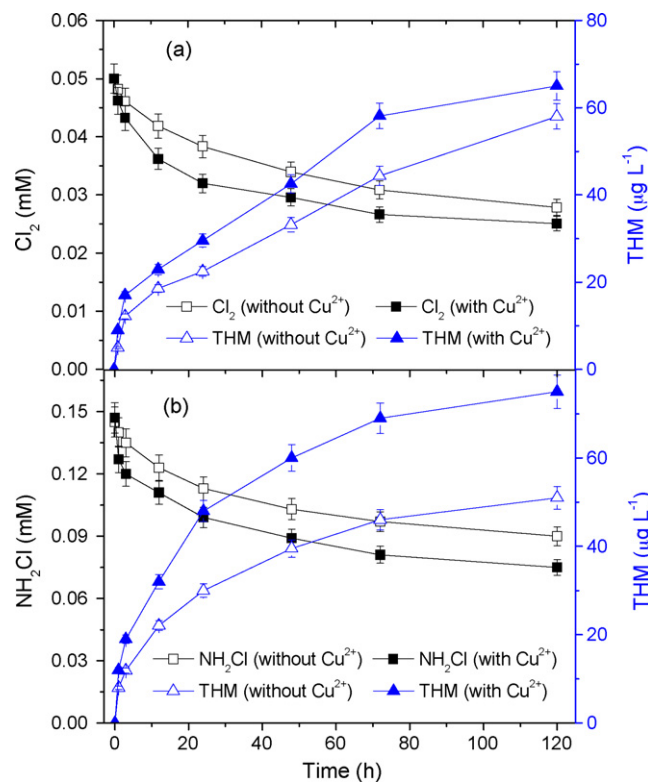 0.06
0.05
0.04
0.03
0.02
0.01
0.00
Cl₂ (mM)
(a)
80
60
40
20
0
THM (μg L⁻¹)
Cl₂ (without Cu²⁺)
Cl₂ (with Cu²⁺)
THM (without Cu²⁺)
THM (with Cu²⁺)
0.15
0.12
0.09
0.06
0.03
0.00
NH₂Cl (mM)
(b)
60
40
20
0
THM (μg L⁻¹)
NH₂Cl (without Cu²⁺)
NH₂Cl (with Cu²⁺)
THM (without Cu²⁺)
THM (with Cu²⁺)
0 20 40 60 80 100 120
Time (h)